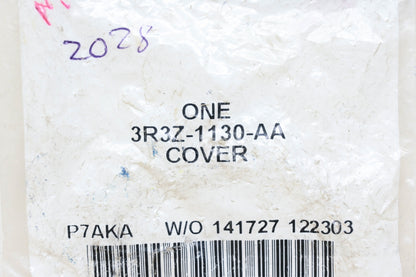 2028
ONE
3R3Z-1130-AA
COVER
P7AKA W/O 141727 122303